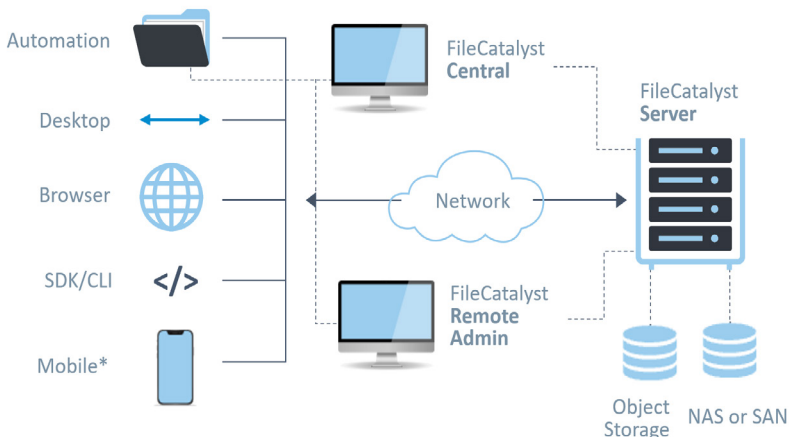 Automation
Desktop
Browser
SDK/CLI
</>
Mobile*
FileCatalyst
Central
Network
FileCatalyst
Remote
Admin
FileCatalyst
Server
Object
Storage
NAS or SAN